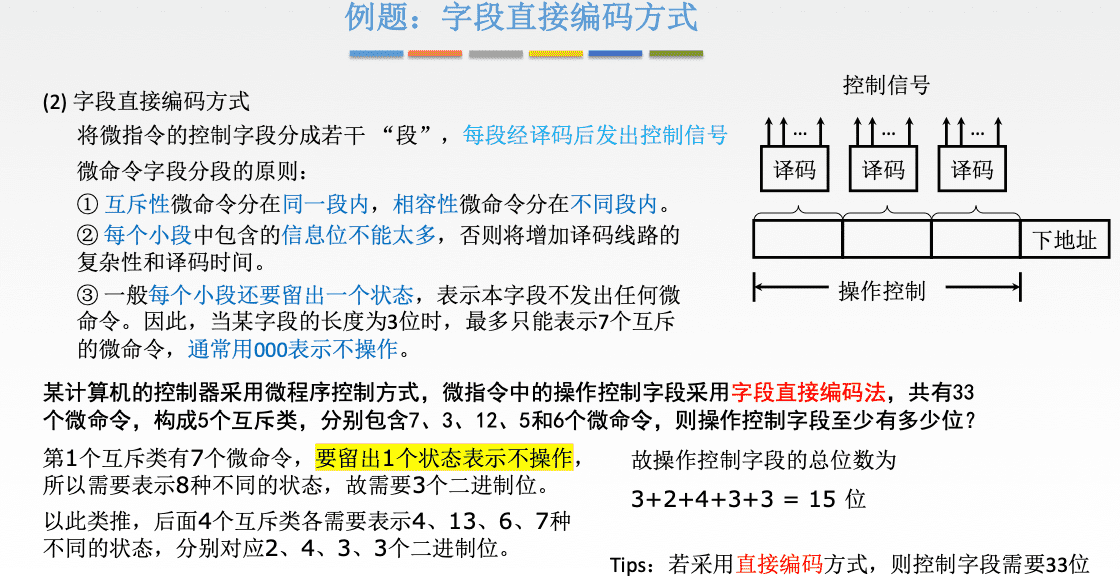 例题：字段直接编码方式
(2) 字段直接编码方式
将微指令的控制字段分成若干 “段”，每段经译码后发出控制信号
微命令字段分段的原则：
① 互斥性微命令分在同一段内，相容性微命令分在不同段内。
② 每个小段中包含的信息位不能太多，否则将增加译码线路的
复杂性和译码时间。
③ 一般每个小段还要留出一个状态，表示本字段不发出任何微
命令。因此，当某字段的长度为3位时，最多只能表示7个互斥
的微命令，通常用000表示不操作。
控制信号
... ... ...
译码 译码 译码
下地址
操作控制
某计算机的控制器采用微程序控制方式，微指令中的操作控制字段采用字段直接编码法，共有33
个微命令，构成5个互斥类，分别包含7、3、12、5和6个微命令，则操作控制字段至少有多少位？
第1个互斥类有7个微命令，要留出1个状态表示不操作，
所以需要表示8种不同的状态，故需要3个二进制位。
以此类推，后面4个互斥类各需要表示4、13、6、7种
不同的状态，分别对应2、4、3、3个二进制位。
故操作控制字段的总位数为
3+2+4+3+3 = 15 位
Tips：若采用直接编码方式，则控制字段需要33位